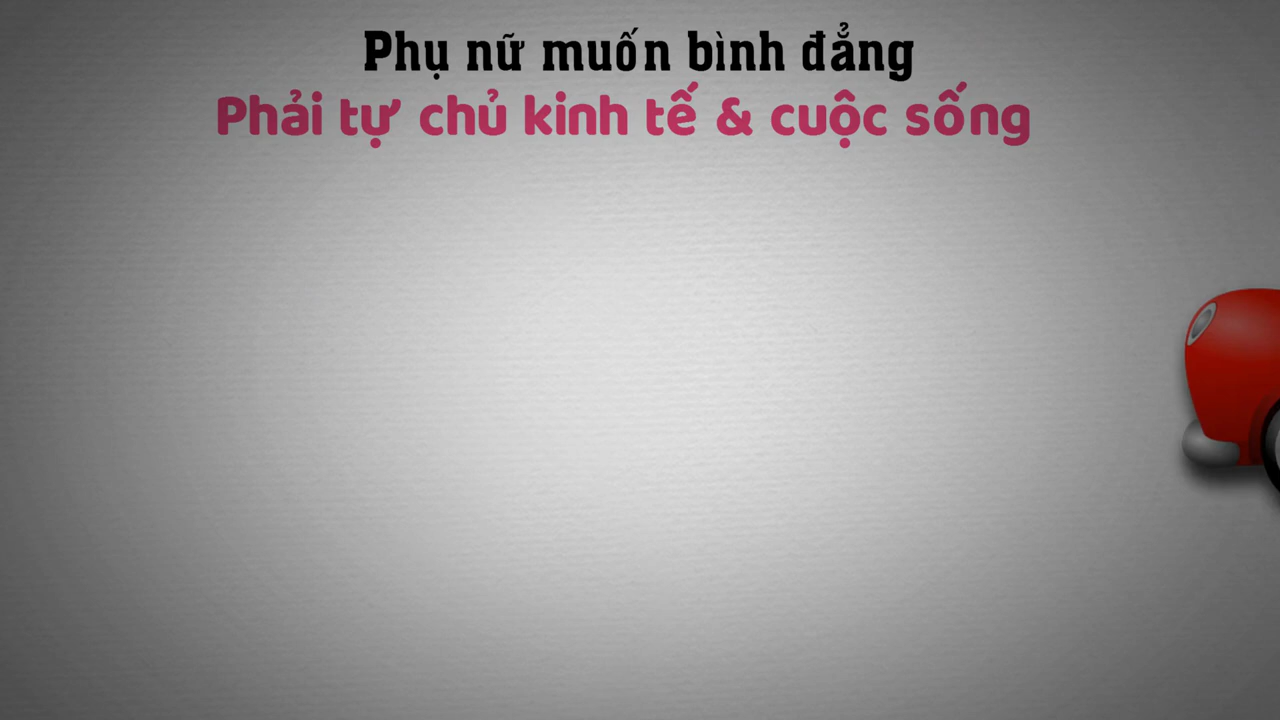 Phụ nữ muốn bình đẳng
Phải tự chủ kinh tế & cuộc sống